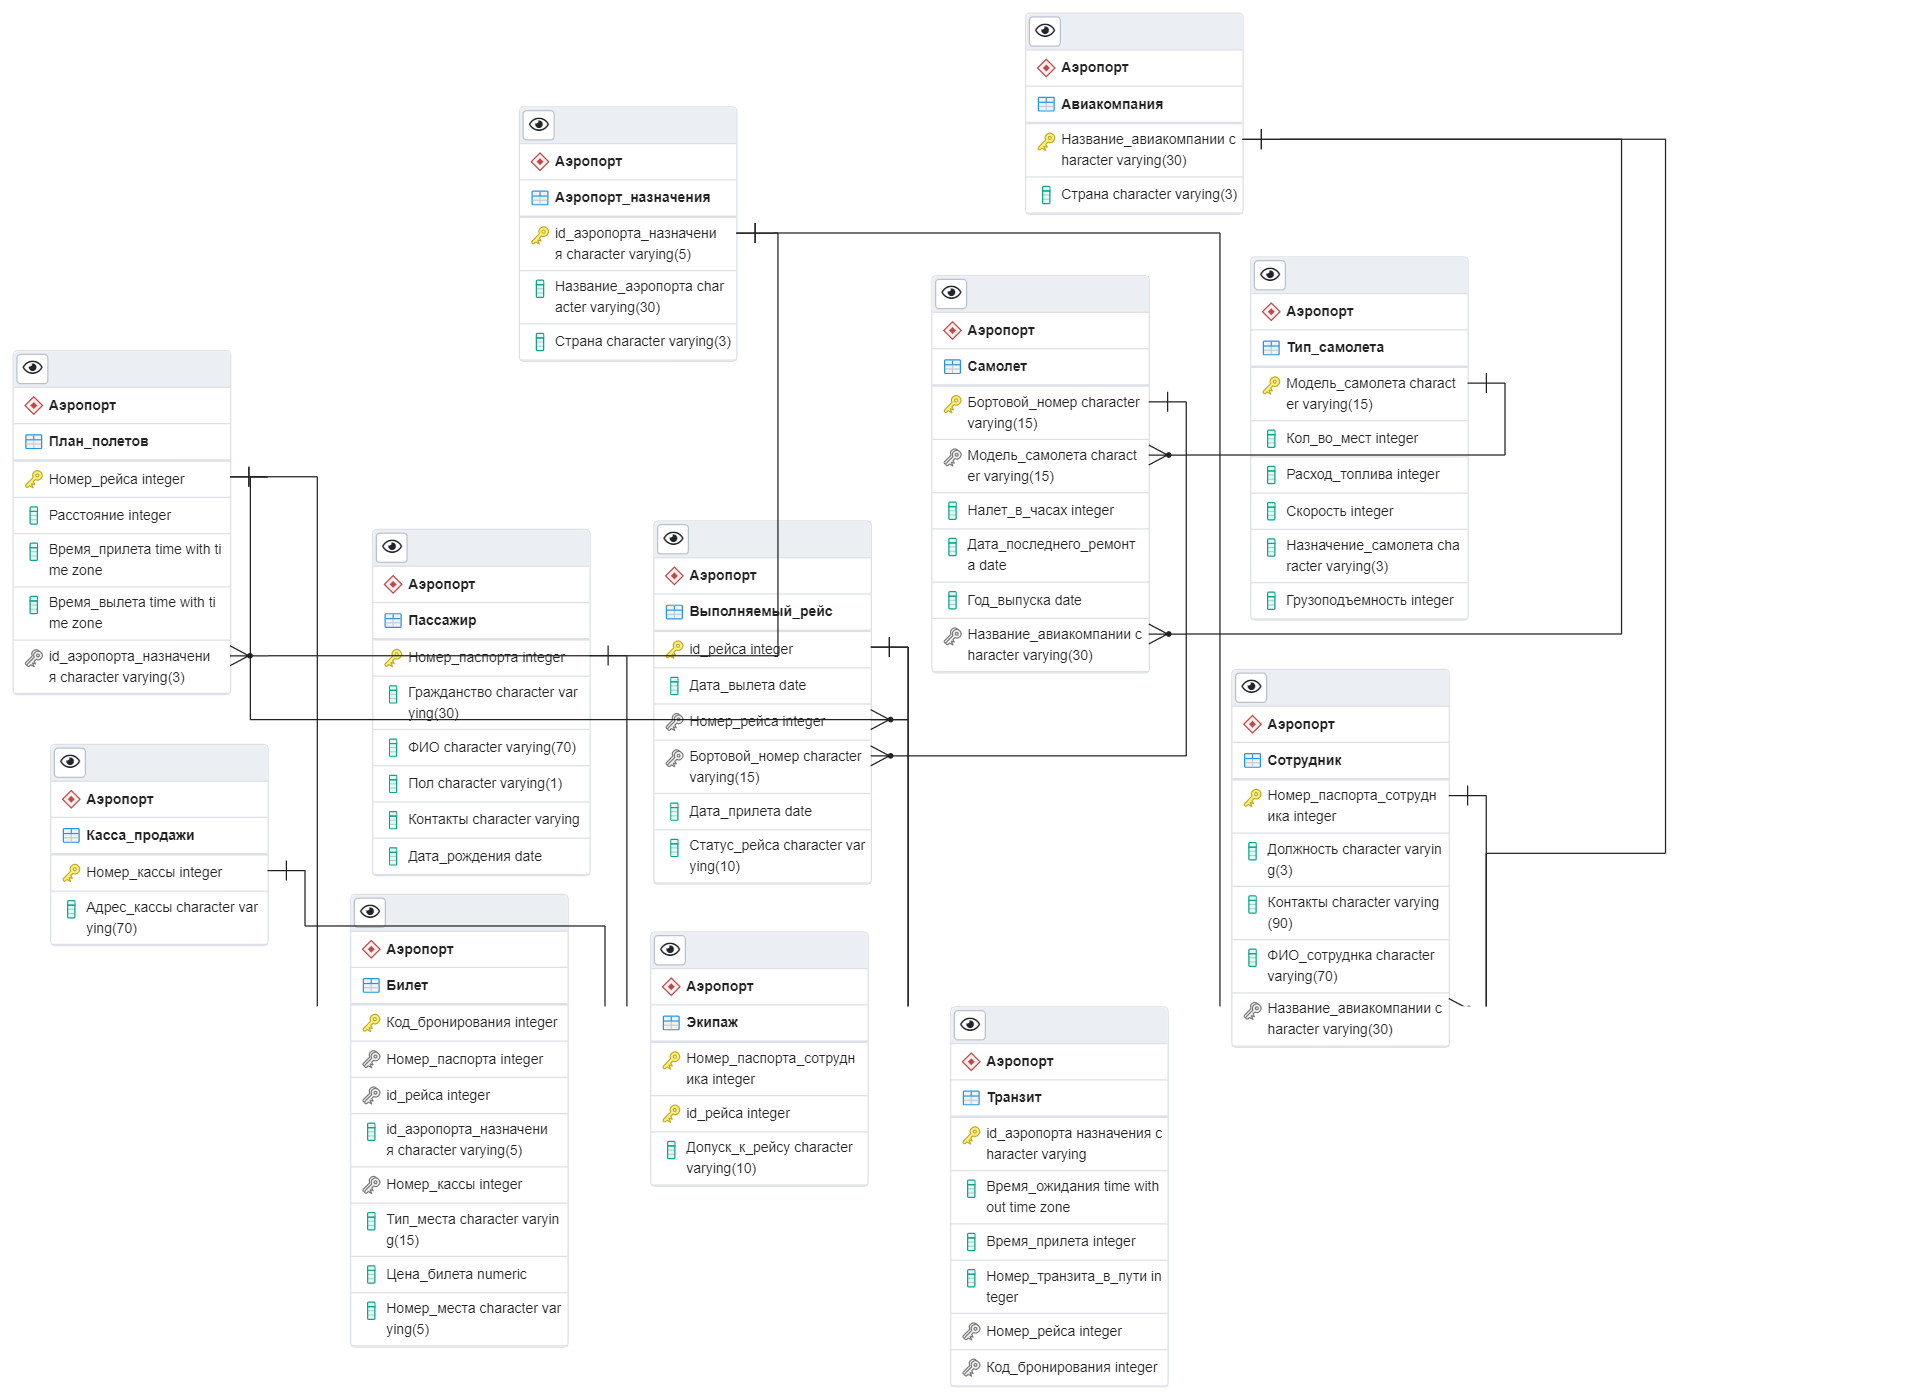 Аэропорт
Авиакомпания
Название_авиакомпании c
haracter varying(30)
Страна character varying(3)
Аэропорт
Аэропорт_назначения
id_аэропорта_назначени
я character varying(5)
Название_аэропорта char
acter varying(30)
Страна character varying(3)
Аэропорт
Самолет
Бортовой_номер character
varying(15)
Модель_самолета charact
er varying(15)
Налет_в_часах integer
Дата_последнего_ремонт
а date
Год_выпуска date
Название_авиакомпании c
haracter varying(30)
Аэропорт
Тип_самолета
Модель_самолета charact
er varying(15)
Кол_во_мест integer
Расход_топлива integer
Скорость integer
Назначение_самолета cha
racter varying(3)
Грузоподъемность integer
Аэропорт
План_полетов
Номер_рейса integer
Расстояние integer
Время_прилета time with ti
me zone
Время_вылета time with ti
me zone
id_аэропорта_назначени
я character varying(3)
Аэропорт
Пассажир
Номер_паспорта integer
Гражданство character var
ying(30)
ФИО character varying(70)
Пол character varying(1)
Контакты character varying
Дата_рождения date
Аэропорт
Выполняемый_рейс
id_рейса integer
Дата_вылета date
Номер_рейса integer
Бортовой_номер character
varying(15)
Дата_прилета date
Статус_рейса character var
ying(10)
Аэропорт
Сотрудник
Номер_паспорта_сотрудн
ика integer
Должность character varyin
g(3)
Контакты character varying
(90)
ФИО_сотруднка character
varying(70)
Название_авиакомпании c
haracter varying(30)
Аэропорт
Касса_продажи
Номер_кассы integer
Адрес_кассы character var
ying(70)
Аэропорт
Билет
Код_бронирования integer
Номер_паспорта integer
id_рейса integer
id_аэропорта_назначени
я character varying(5)
Номер_кассы integer
Тип_места character varyin
g(15)
Цена_билета numeric
Номер_места character var
ying(5)
Аэропорт
Экипаж
Номер_паспорта_сотрудн
ика integer
id_рейса integer
Допуск_к_рейсу character
varying(10)
Аэропорт
Транзит
id_аэропорта назначения c
haracter varying
Время_ожидания time with
out time zone
Время_прилета integer
Номер_транзита_в_пути in
teger
Номер_рейса integer
Код_бронирования integer